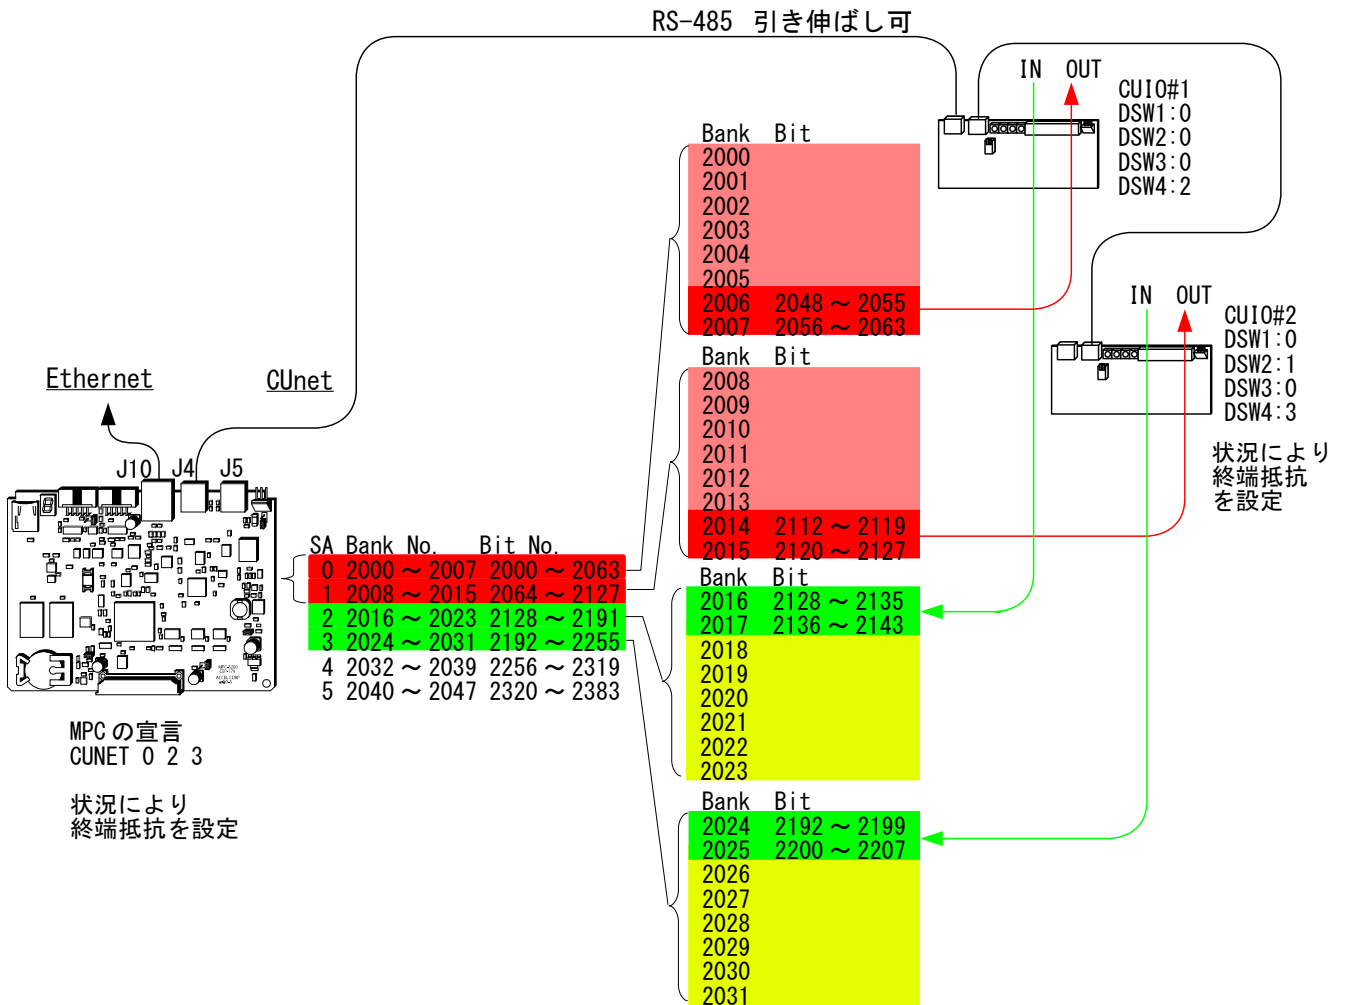 RS-485 引き伸ばし可
IN OUT
CUIO#1
DSW1:0
DSW2:0
DSW3:0
DSW4:2
Bank Bit
2000
2001
2002
2003
2004
2005
2006 2048 ～ 2055
2007 2056 ～ 2063
IN OUT
CUIO#2
DSW1:0
DSW2:1
DSW3:0
DSW4:3
状況により
終端抵抗
を設定
Bank Bit
2008
2009
2010
2011
2012
2013
2014 2112 ～ 2119
2015 2120 ～ 2127
Ethernet
CUnet
J10 J4 J5
SA Bank No. Bit No.
0 2000 ～ 2007 2000 ～ 2063
1 2008 ～ 2015 2064 ～ 2127
2 2016 ～ 2023 2128 ～ 2191
3 2024 ～ 2031 2192 ～ 2255
4 2032 ～ 2039 2256 ～ 2319
5 2040 ～ 2047 2320 ～ 2383
Bank Bit
2016 2128 ～ 2135
2017 2136 ～ 2143
2018
2019
2020
2021
2022
2023
MPCの宣言
CUNET 0 2 3
状況により
終端抵抗を設定
Bank Bit
2024 2192 ～ 2199
2025 2200 ～ 2207
2026
2027
2028
2029
2030
2031